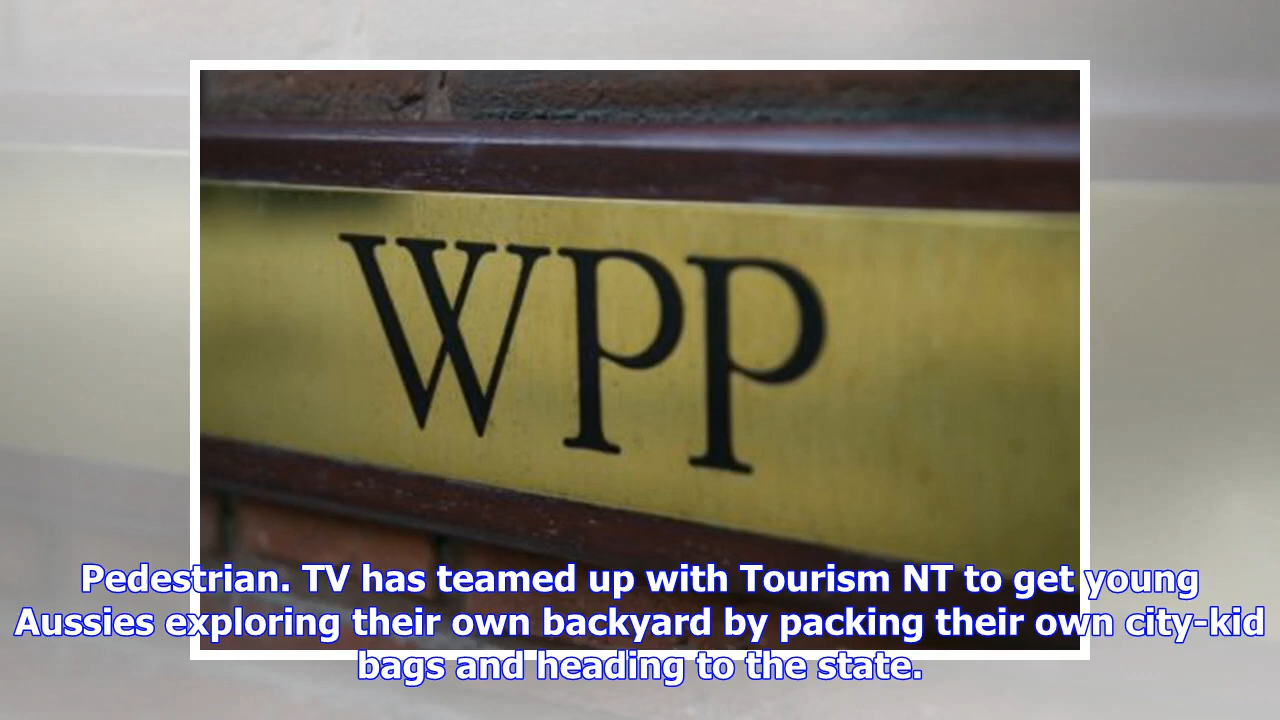 WPP
Pedestrian. TV has teamed up with Tourism NT to get young
Aussies exploring their own backyard by packing their own city-kid
bags and heading to the state.